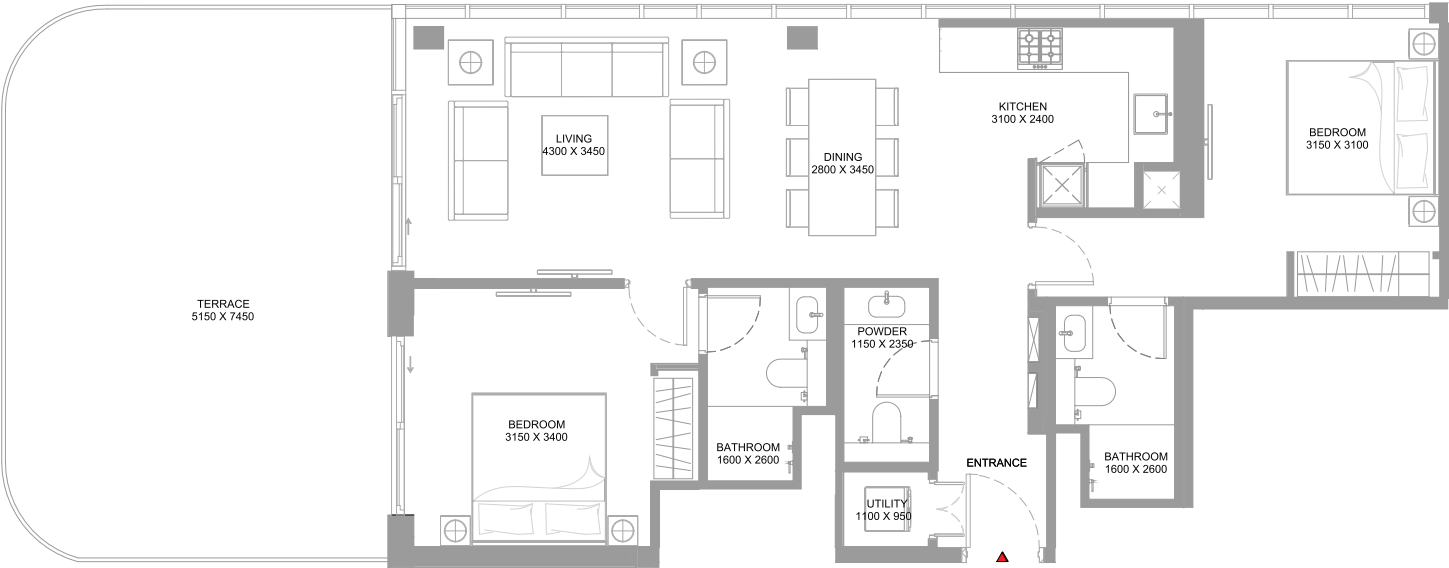 KITCHEN
3100 X 2400
BEDROOM
3150 X 3100
LIVING
4300 X 3450
DINING
2800 X 3450
TERRACE
5150 X 7450
POWDER
1150 X 2350
BEDROOM
3150 X 3400
BATHROOM
1600 X 2600
ENTRANCE
BATHROOM
1600 X 2600
UTILITY
1100 X 950